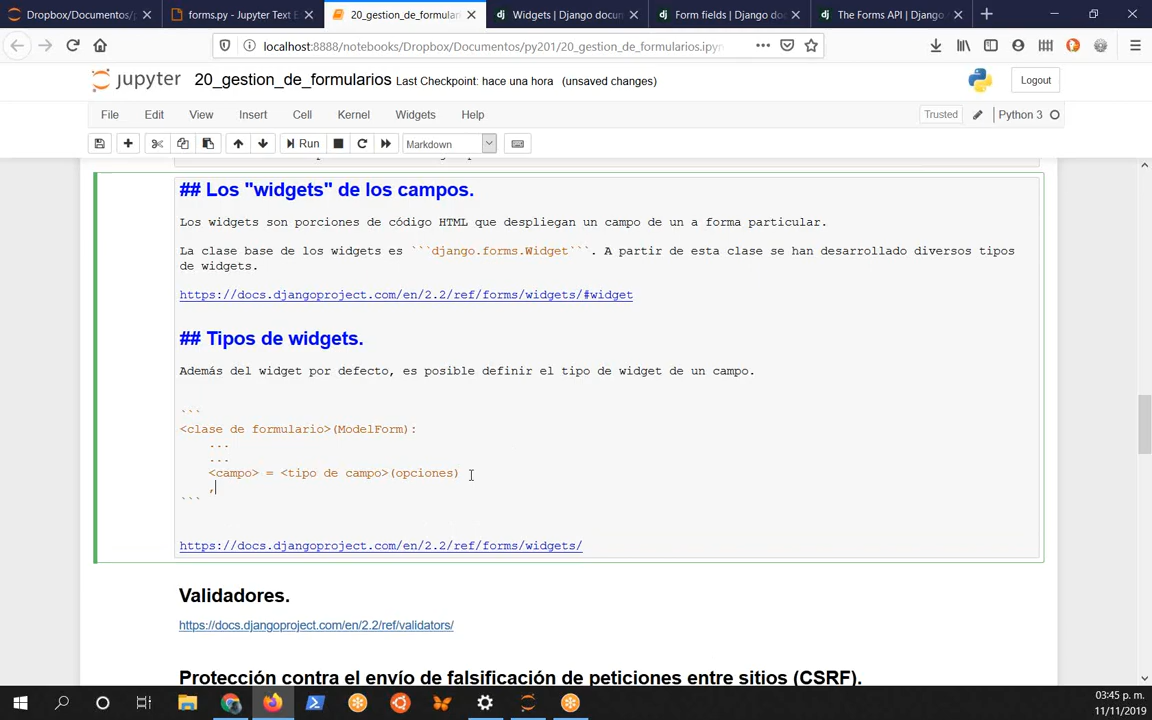 Dropbox/Documentos/
forms.py - Jupyter Text E
20_gestion_de_formular
Widgets | Django docum
Form fields | Django do
The Forms API | Django
localhost:8888/notebooks/Dropbox/Documentos/py201/20_gestion_de_formularios.ipyn
jupyter 20_gestion_de_formularios Last Checkpoint: hace una hora (unsaved changes)
Logout
File Edit View Insert Cell Kernel Widgets Help
Trusted Python 3
Run Markdown
## Los "widgets" de los campos.
Los widgets son porciones de código HTML que despliegan un campo de un a forma particular.
La clase base de los widgets es ```django.forms.Widget```. A partir de esta clase se han desarrollado diversos tipos
de widgets.
https://docs.djangoproject.com/en/2.2/ref/forms/widgets/#widget
## Tipos de widgets.
Además del widget por defecto, es posible definir el tipo de widget de un campo.
```
<clase de formulario>(ModelForm):
...
...
<campo> = <tipo de campo>(opciones)
,
```
https://docs.djangoproject.com/en/2.2/ref/forms/widgets/
Validadores.
https://docs.djangoproject.com/en/2.2/ref/validators/
Protección contra el envío de falsificación de peticiones entre sitios (CSRF).
03:45 p. m.
11/11/2019